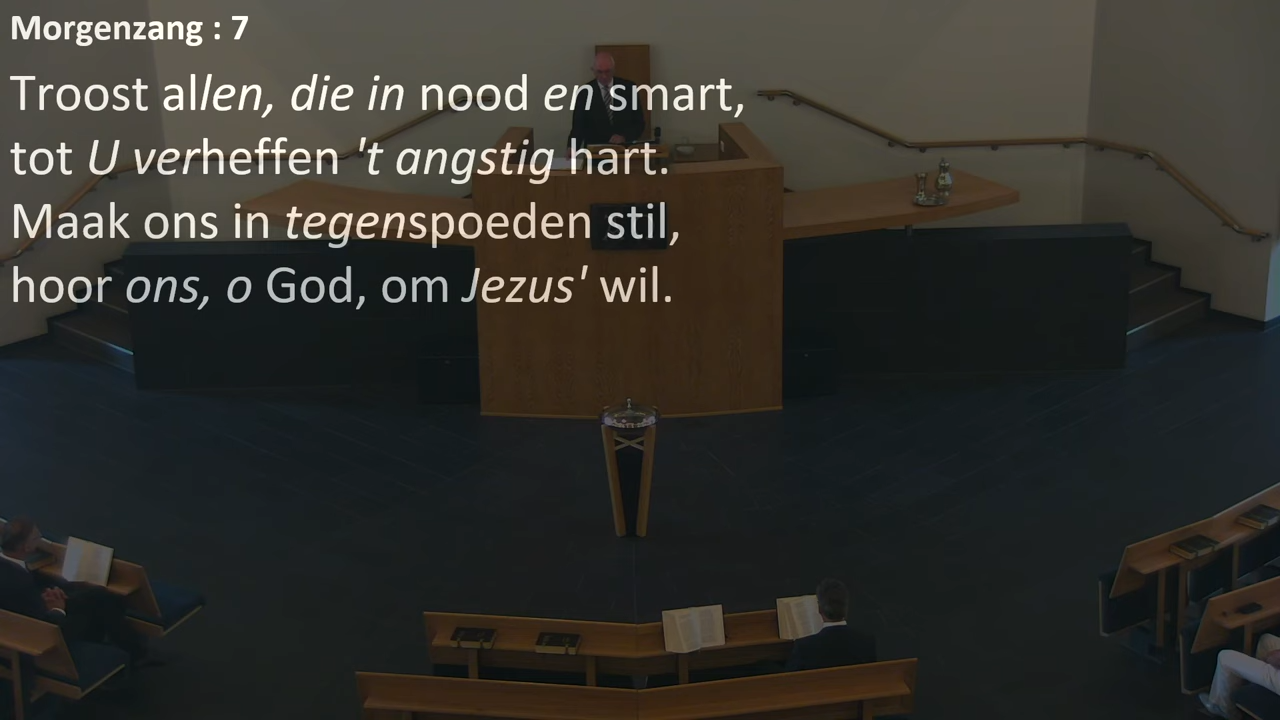 Morgenzang : 7
Troost allen, die in nood en smart,
tot U verheffen 't angstig hart.
Maak ons in tegenspoeden stil,
hoor ons, o God, om Jezus' wil.